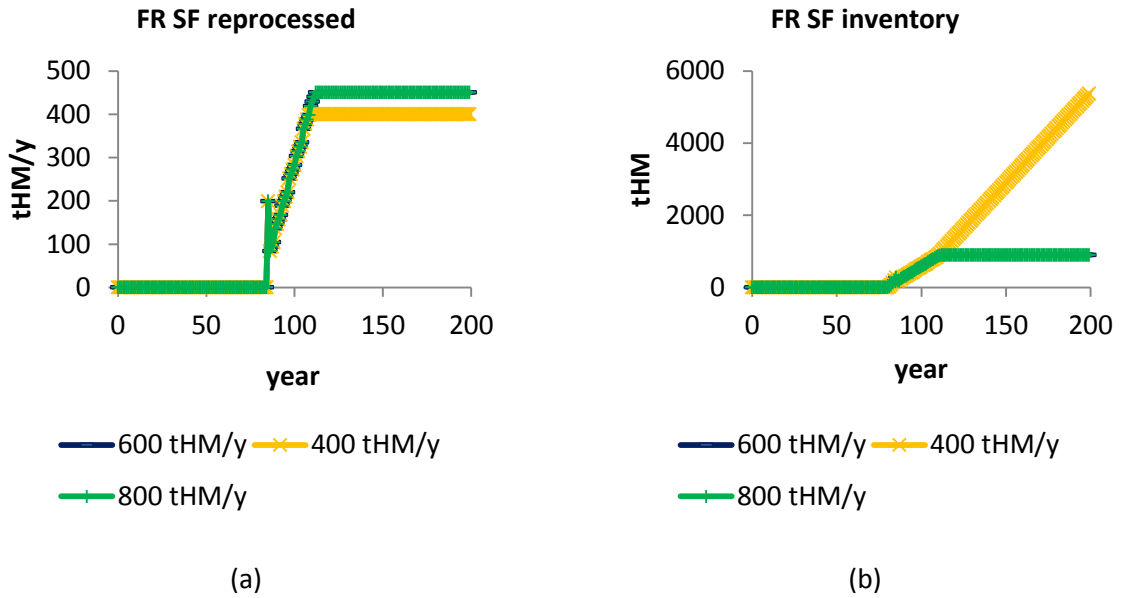 FR SF reprocessed
500
400
300
200
100
0
0 50 100 150 200
tHM/y
year
600 tHM/y 400 tHM/y
800 tHM/y
(a)
FR SF inventory
6000
4000
2000
0
0 50 100 150 200
tHM
year
600 tHM/y 400 tHM/y
800 tHM/y
(b)